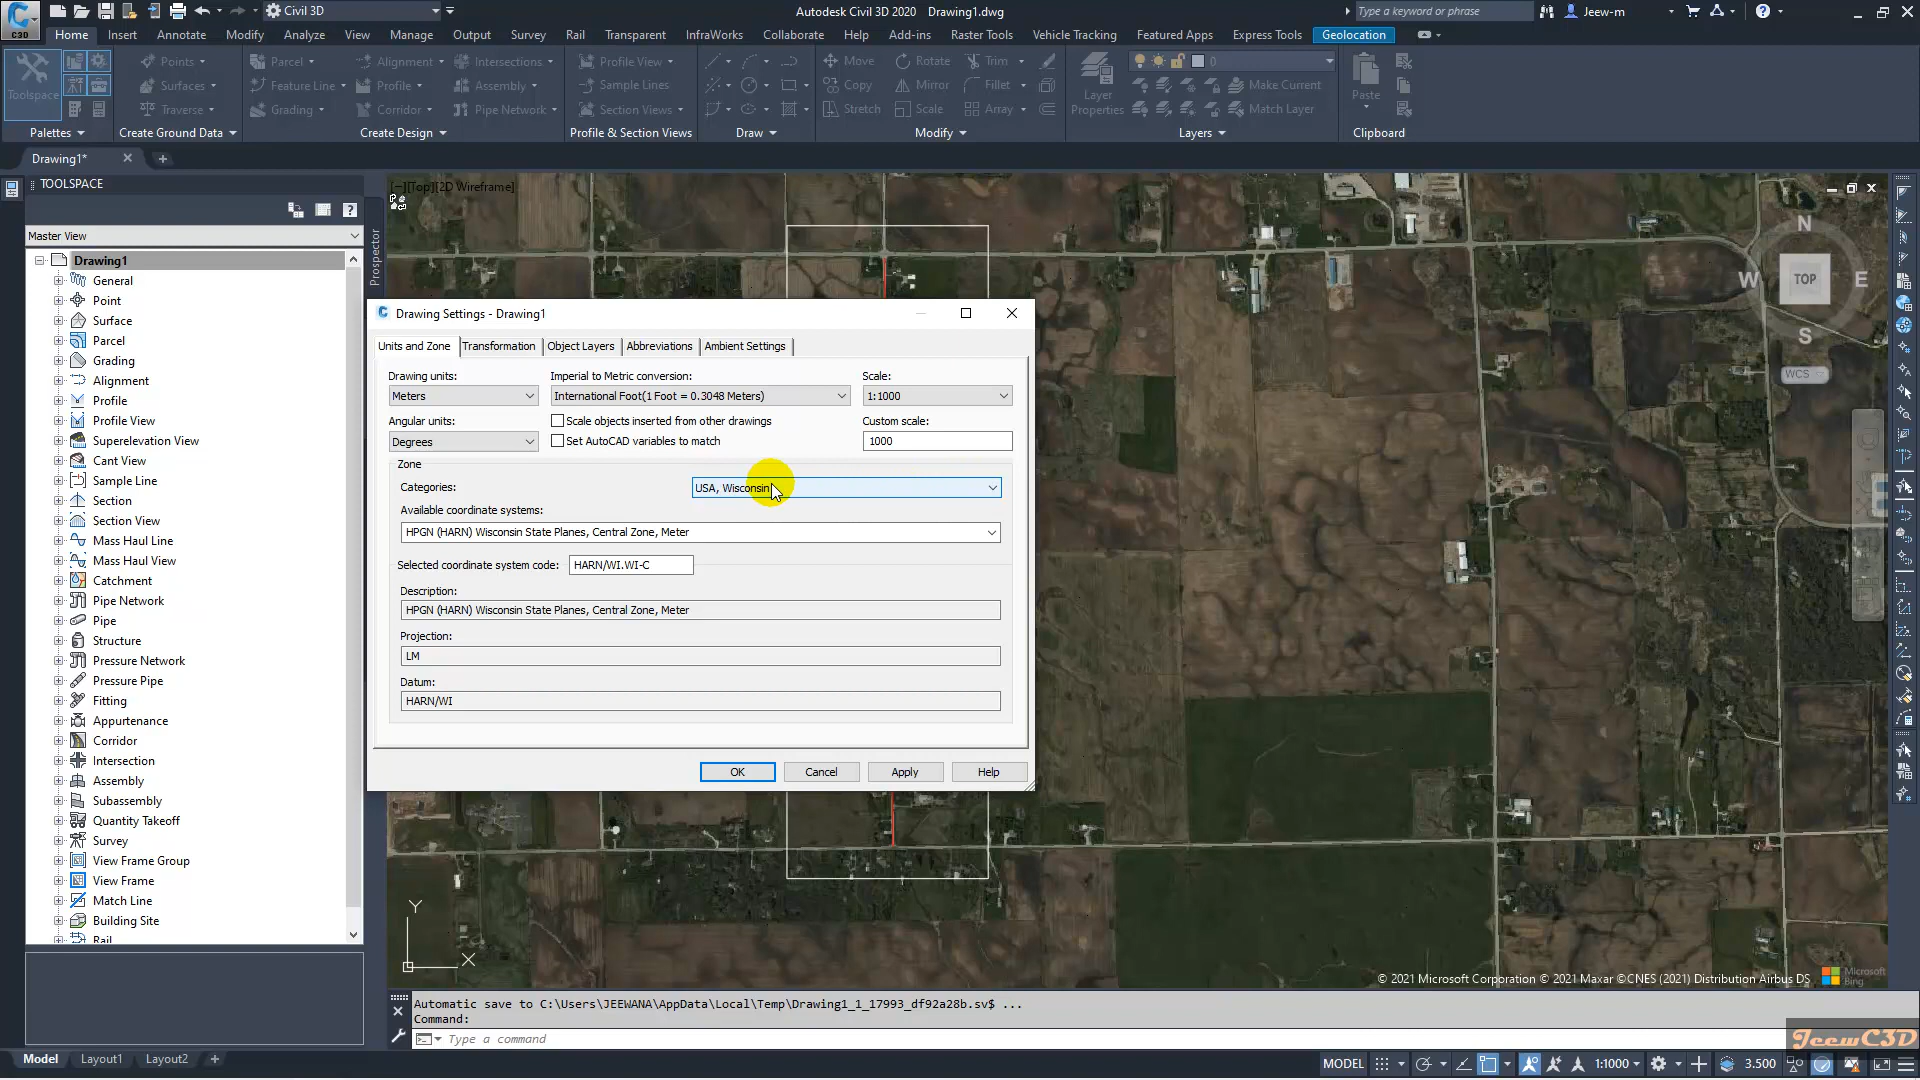 C3D
Civil 3D
Autodesk Civil 3D 2020 Drawing1.dwg
Type a keyword or phrase
Jeew-m
Home Insert Annotate Modify Analyze View Manage Output Survey Rail Transparent InfraWorks Collaborate Help Add-ins Raster Tools Vehicle Tracking Featured Apps Express Tools Geolocation
Toolspace
Points
Surfaces
Traverse
Parcel
Feature Line
Grading
Alignment
Profile
Corridor
Intersections
Assembly
Pipe Network
Profile View
Sample Lines
Section Views
Move
Copy
Stretch
Rotate
Mirror
Scale
Trim
Fillet
Array
Layer
Properties
0
Make Current
Match Layer
Paste
Palettes Create Ground Data Create Design Profile & Section Views Draw Modify Layers Clipboard
Drawing1*
TOOLSPACE
Master View
Prospector
Drawing1
General
Point
Surface
Parcel
Grading
Alignment
Profile
Profile View
Superelevation View
Cant View
Sample Line
Section
Section View
Mass Haul Line
Mass Haul View
Catchment
Pipe Network
Pipe
Structure
Pressure Network
Pressure Pipe
Fitting
Appurtenance
Corridor
Intersection
Assembly
Subassembly
Quantity Takeoff
Survey
View Frame Group
View Frame
Match Line
Building Site
Rail
[−][Top][2D Wireframe]
N
W TOP E
S
WCS
Drawing Settings - Drawing1
Units and Zone Transformation Object Layers Abbreviations Ambient Settings
Drawing units: Imperial to Metric conversion: Scale:
Meters International Foot(1 Foot = 0.3048 Meters) 1:1000
Angular units: Scale objects inserted from other drawings Custom scale:
Degrees Set AutoCAD variables to match 1000
Zone
Categories: USA, Wisconsin
Available coordinate systems:
HPGN (HARN) Wisconsin State Planes, Central Zone, Meter
Selected coordinate system code: HARN/WI.WI-C
Description:
HPGN (HARN) Wisconsin State Planes, Central Zone, Meter
Projection:
LM
Datum:
HARN/WI
OK Cancel Apply Help
Y
X
© 2021 Microsoft Corporation © 2021 Maxar ©CNES (2021) Distribution Airbus DS Microsoft Bing
Automatic save to C:\Users\JEEWANA\AppData\Local\Temp\Drawing1_1_17993_df92a28b.sv$ ...
Command:
Type a command
JeewC3D
Model Layout1 Layout2
MODEL 1:1000 3.500